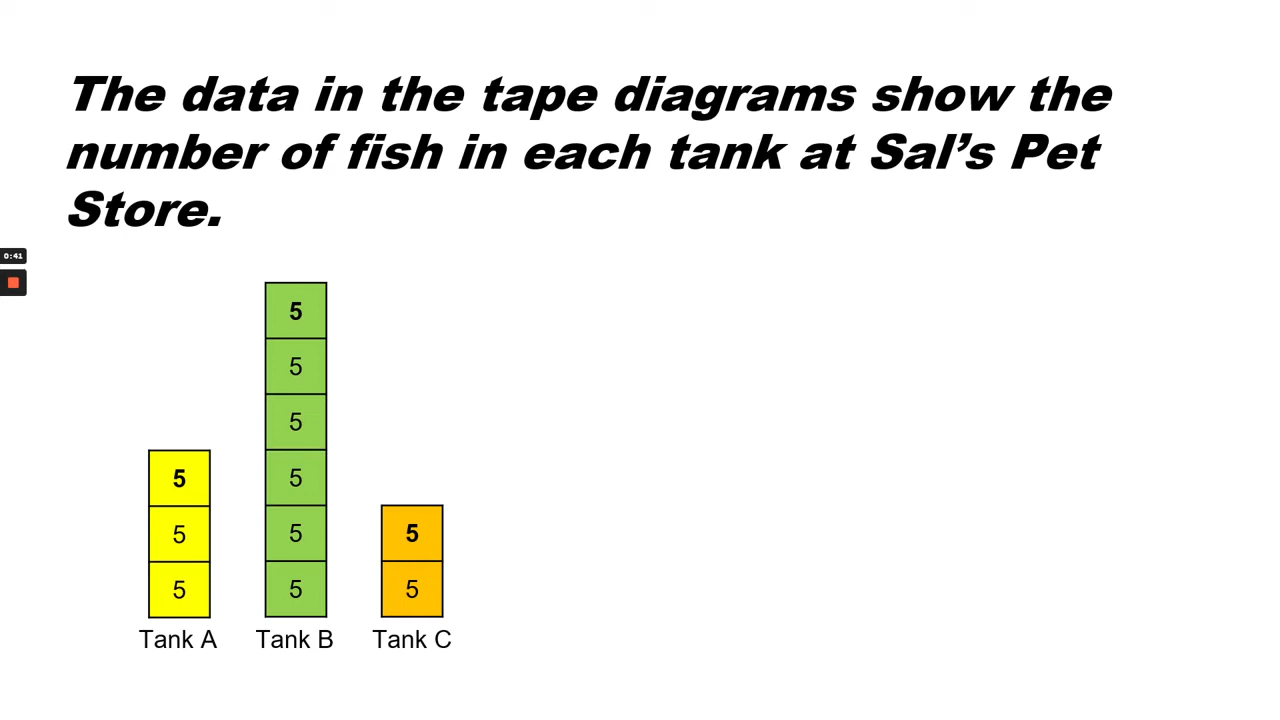 The data in the tape diagrams show the
number of fish in each tank at Sal’s Pet
Store.
0:41
5
5
5
5 5
5 5 5
5 5 5
Tank A Tank B Tank C